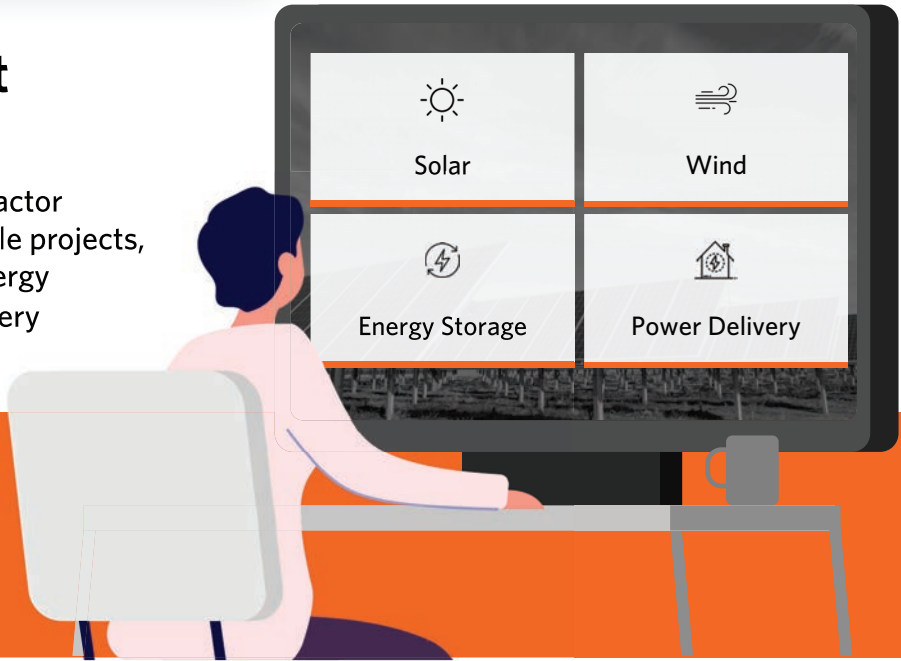 t
actor
le projects,
ergy
ery
Solar
Wind
Energy Storage
Power Delivery